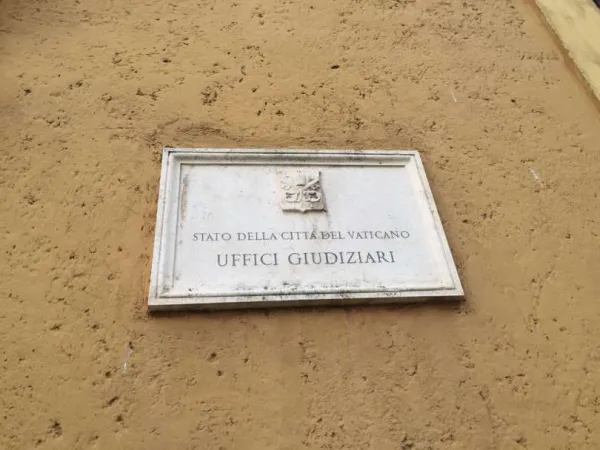 STATO DELLA CITTÀ DEL VATICANO
UFFICI GIUDIZIARI